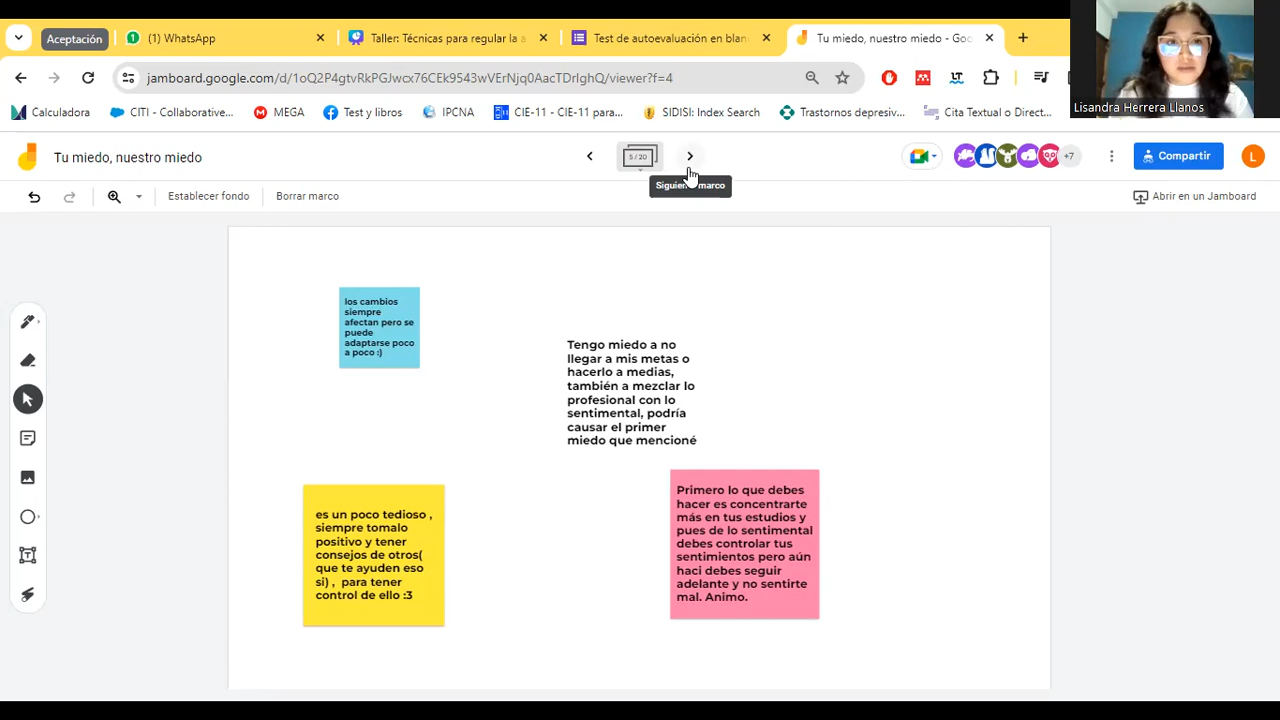 Aceptación
(1) WhatsApp
Taller: Técnicas para regular la a
Test de autoevaluación en blan
Tu miedo, nuestro miedo - Goo
jamboard.google.com/d/1oQ2P4gtvRkPGJwcx76CEk9543wVErNjq0AacTDrIghQ/viewer?f=4
Lisandra Herrera Llanos
Calculadora
CITI - Collaborative...
MEGA
Test y libros
IPCNA
CIE-11 - CIE-11 para...
SIDISI: Index Search
Trastornos depresiv...
Cita Textual o Direct...
Tu miedo, nuestro miedo
5 / 20
+7
Compartir
L
Siguien marco
Establecer fondo
Borrar marco
Abrir en un Jamboard
los cambios
siempre
afectan pero se
puede
adaptarse poco
a poco :)
Tengo miedo a no
llegar a mis metas o
hacerlo a medias,
también a mezclar lo
profesional con lo
sentimental, podría
causar el primer
miedo que mencioné
es un poco tedioso ,
siempre tomalo
positivo y tener
consejos de otros(
que te ayuden eso
si) , para tener
control de ello :3
Primero lo que debes
hacer es concentrarte
más en tus estudios y
pues de lo sentimental
debes controlar tus
sentimientos pero aún
haci debes seguir
adelante y no sentirte
mal. Animo.